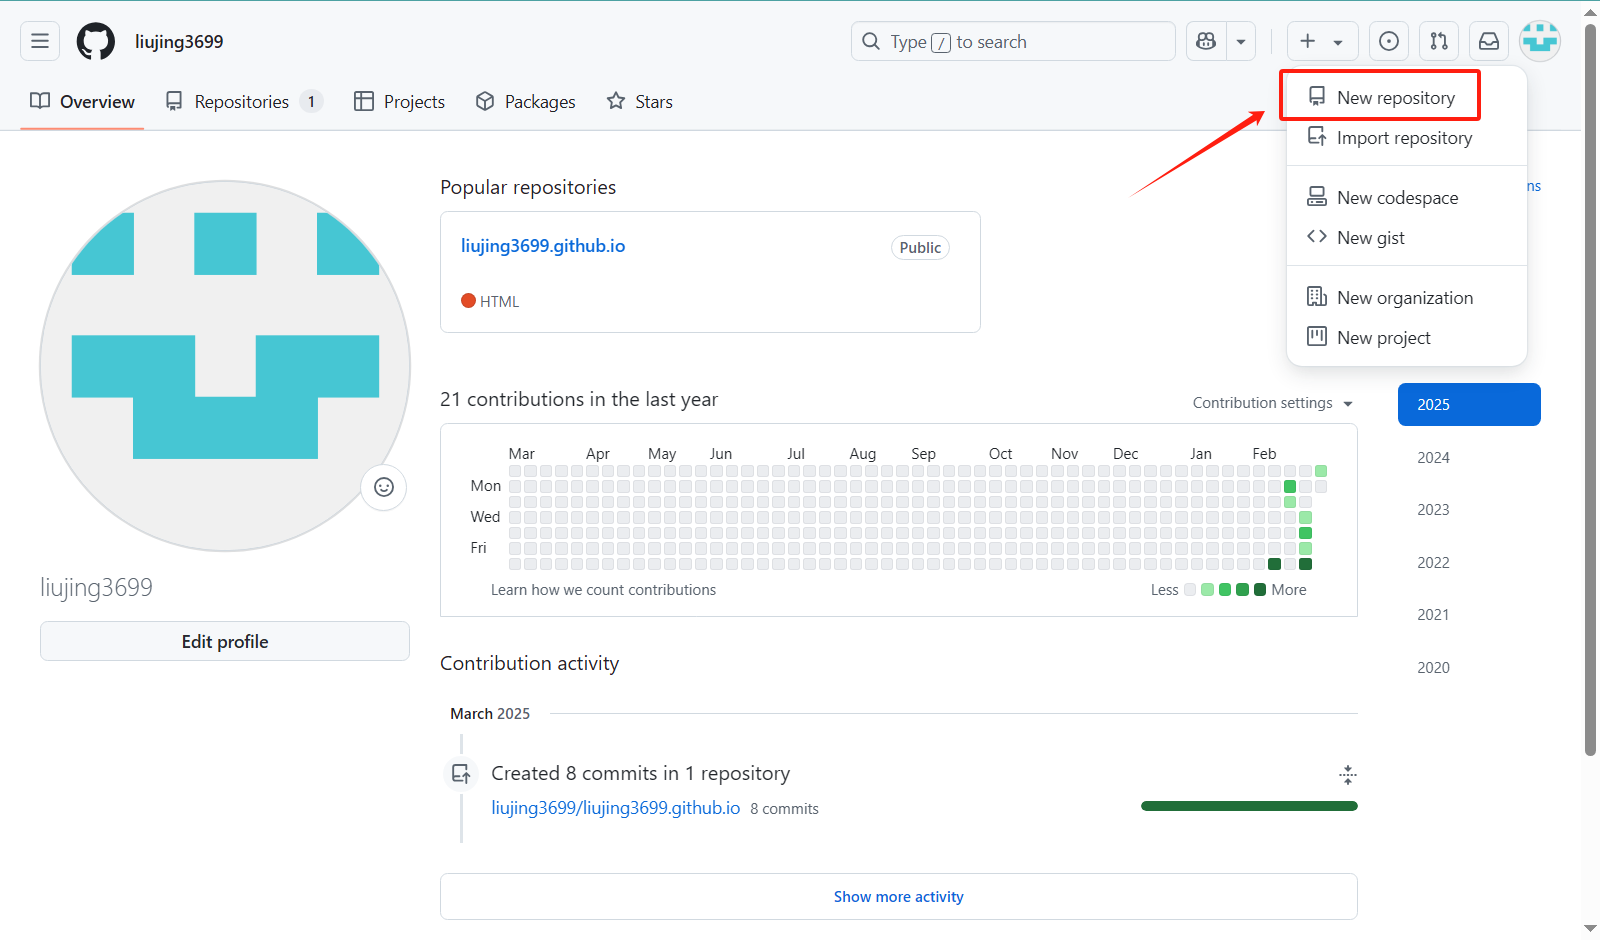 liujing3699
Type / to search
Overview
Repositories 1
Projects
Packages
Stars
New repository
Import repository
New codespace
New gist
New organization
New project
Popular repositories
liujing3699.github.io
Public
HTML
21 contributions in the last year
Contribution settings
2025
2024
2023
2022
2021
2020
Mar Apr May Jun Jul Aug Sep Oct Nov Dec Jan Feb
Mon
Wed
Fri
Learn how we count contributions
Less More
liujing3699
Edit profile
Contribution activity
March 2025
Created 8 commits in 1 repository
liujing3699/liujing3699.github.io 8 commits
Show more activity